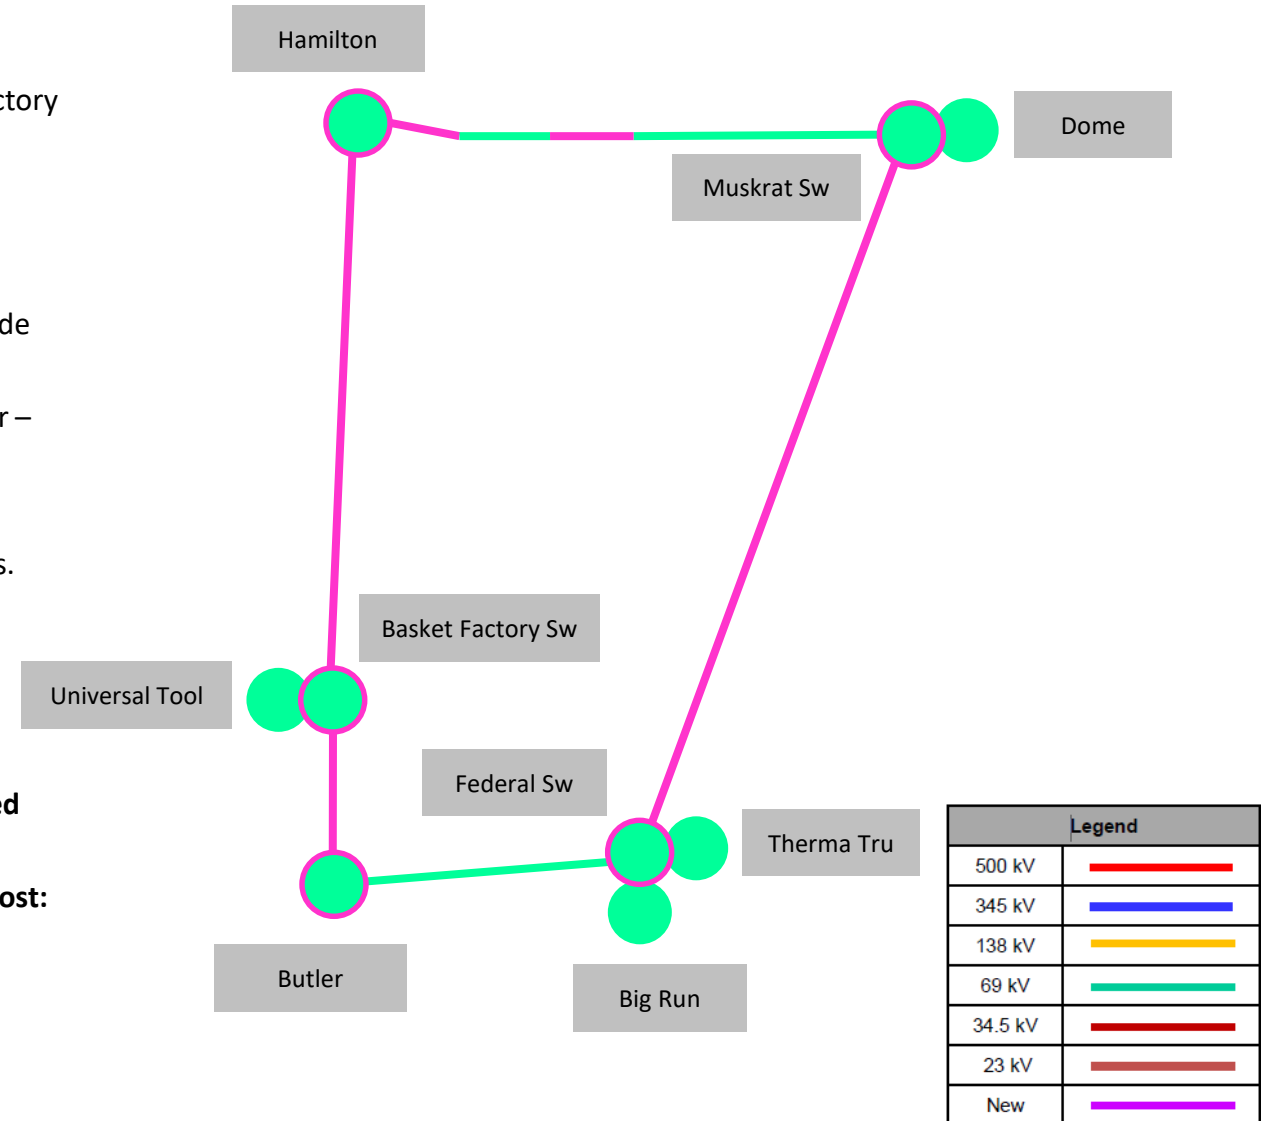 Hamilton
ctory
Dome
Muskrat Sw
de
r –
s.
Basket Factory Sw
Universal Tool
Federal Sw
ed
Therma Tru
ost:
Butler
Big Run
Legend
500 kV
345 kV
138 kV
69 kV
34.5 kV
23 kV
New